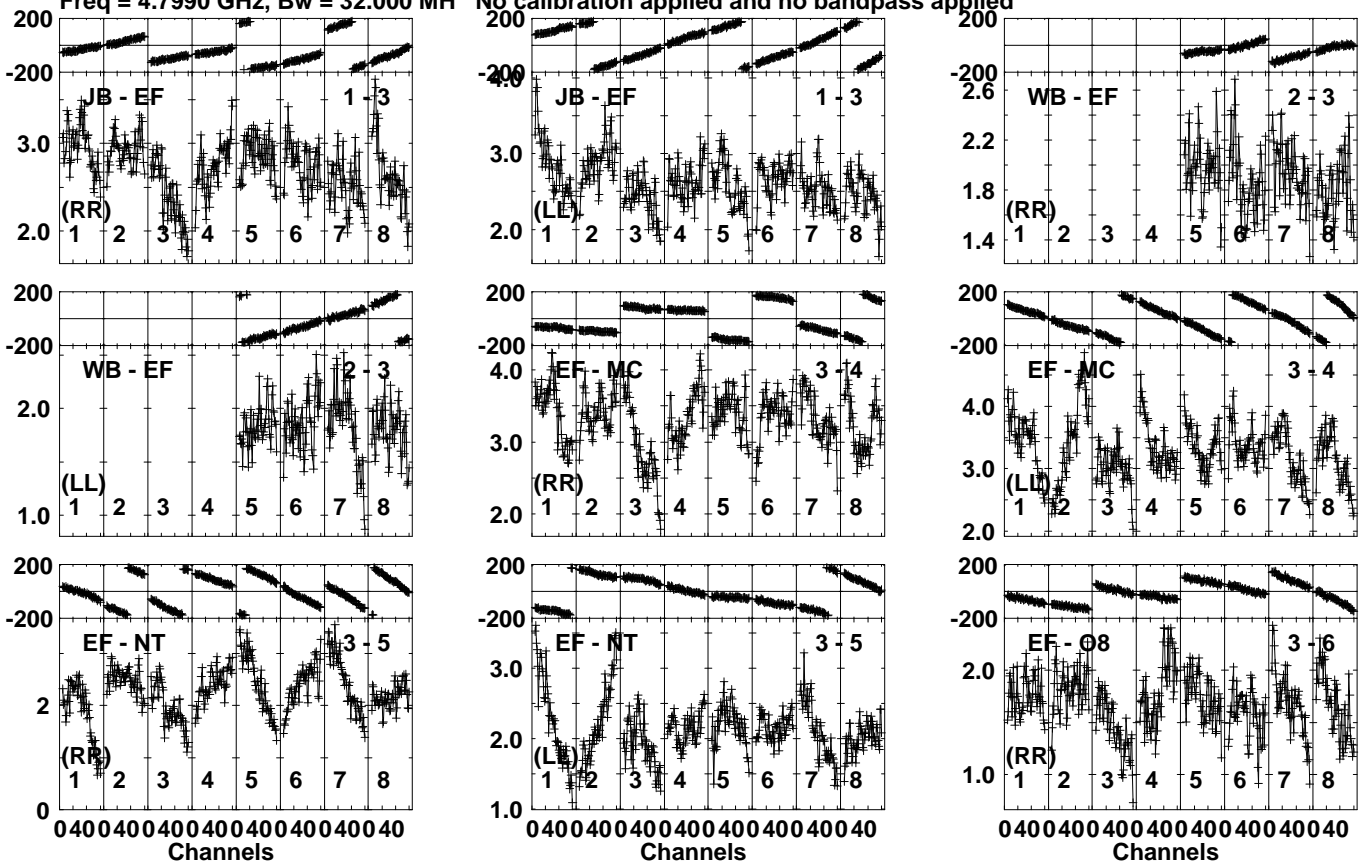 Freq = 4.7990 GHz, Bw = 32.000 MH No calibration applied and no bandpass applied
200
-200
JB - EF 1 - 3
3.0
2.0
(RR)
1 2 3 4 5 6 7 8
200
-200
4.0
JB - EF 1 - 3
3.0
2.0
(LL)
1 2 3 4 5 6 7 8
200
-200
2.6
WB - EF 2 - 3
2.2
1.8
1.4
(RR)
1 2 3 4 5 6 7 8
200
-200
WB - EF 2 - 3
2.0
1.0
(LL)
1 2 3 4 5 6 7 8
200
-200
4.0
EF - MC 3 - 4
3.0
2.0
(RR)
1 2 3 4 5 6 7 8
200
-200
EF - MC 3 - 4
4.0
3.0
2.0
(LL)
1 2 3 4 5 6 7 8
200
-200
EF - NT 3 - 5
2
0
(RR)
1 2 3 4 5 6 7 8
0 40 0 40 0 40 0 40 0 40 0 40 0 40 0 40
Channels
200
-200
EF - NT 3 - 5
3.0
2.0
1.0
(LL)
1 2 3 4 5 6 7 8
0 40 0 40 0 40 0 40 0 40 0 40 0 40 0 40
Channels
200
-200
EF - O8 3 - 6
2.0
1.0
(RR)
1 2 3 4 5 6 7 8
0 40 0 40 0 40 0 40 0 40 0 40 0 40 0 40
Channels